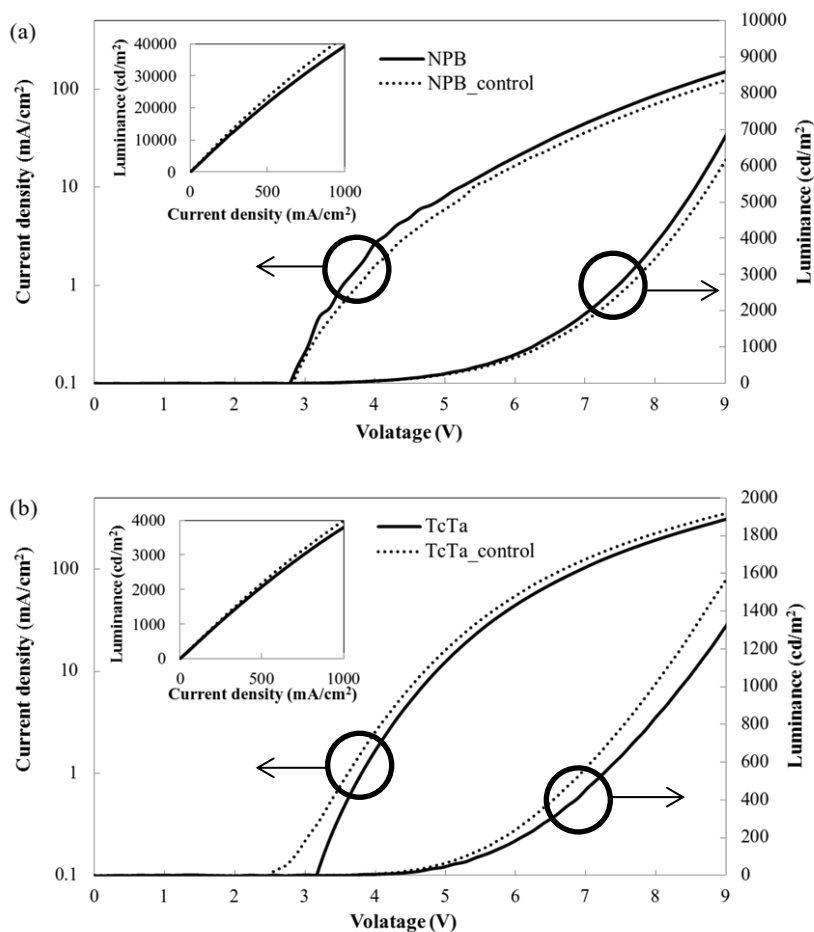 (a)
Current density (mA/cm²)
100
10
1
0.1
Luminance (cd/m²)
40000
30000
20000
10000
0
0 500 1000
Current density (mA/cm²)
NPB
NPB_control
10000
9000
8000
7000
6000
5000
4000
3000
2000
1000
0
Luminance (cd/m²)
0 1 2 3 4 5 6 7 8 9
Volatage (V)
(b)
Current density (mA/cm²)
100
10
1
0.1
Luminance (cd/m²)
4000
3000
2000
1000
0
0 500 1000
Current density (mA/cm²)
TcTa
TcTa_control
2000
1800
1600
1400
1200
1000
800
600
400
200
0
Luminance (cd/m²)
0 1 2 3 4 5 6 7 8 9
Volatage (V)